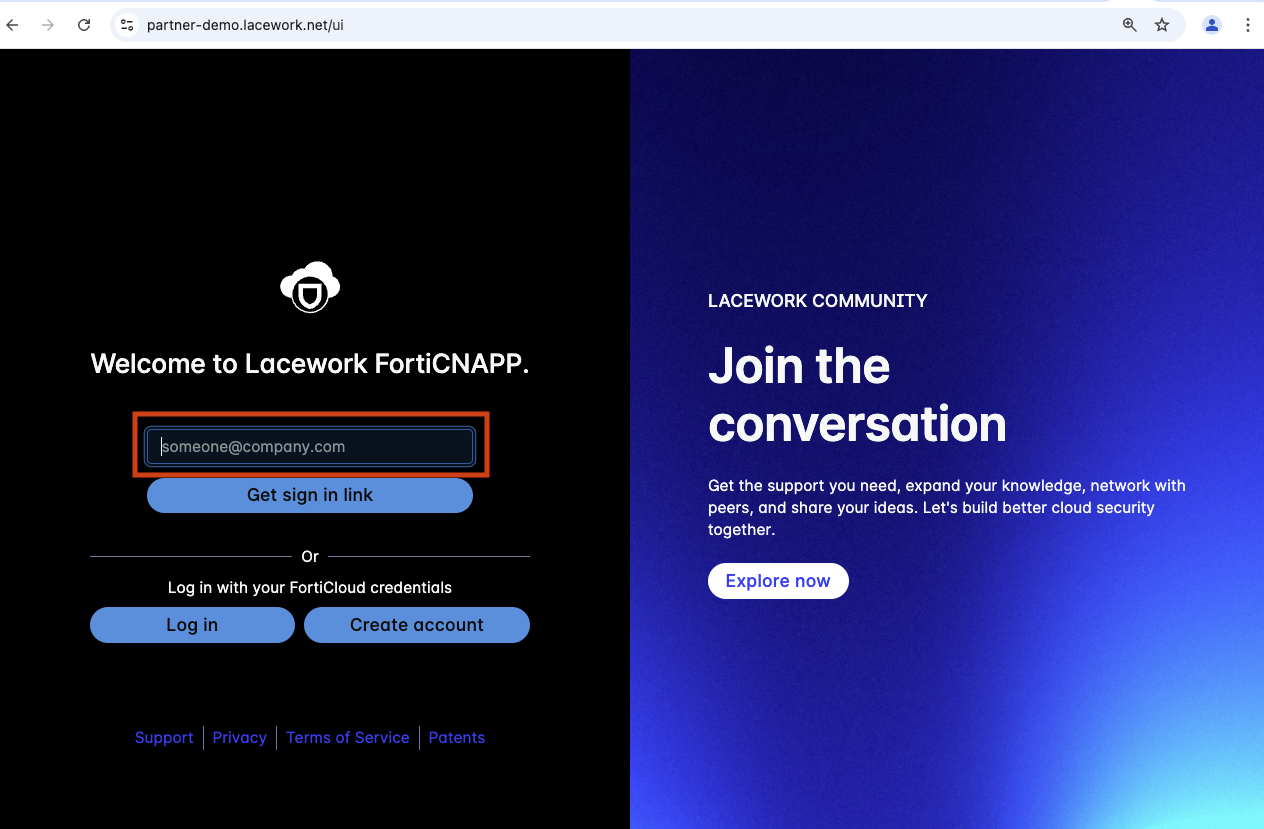 partner-demo.lacework.net/ui
Welcome to Lacework FortiCNAPP.
someone@company.com
Get sign in link
Or
Log in with your FortiCloud credentials
Log in
Create account
Support
Privacy
Terms of Service
Patents
LACEWORK COMMUNITY
Join the
conversation
Get the support you need, expand your knowledge, network with
peers, and share your ideas. Let's build better cloud security
together.
Explore now